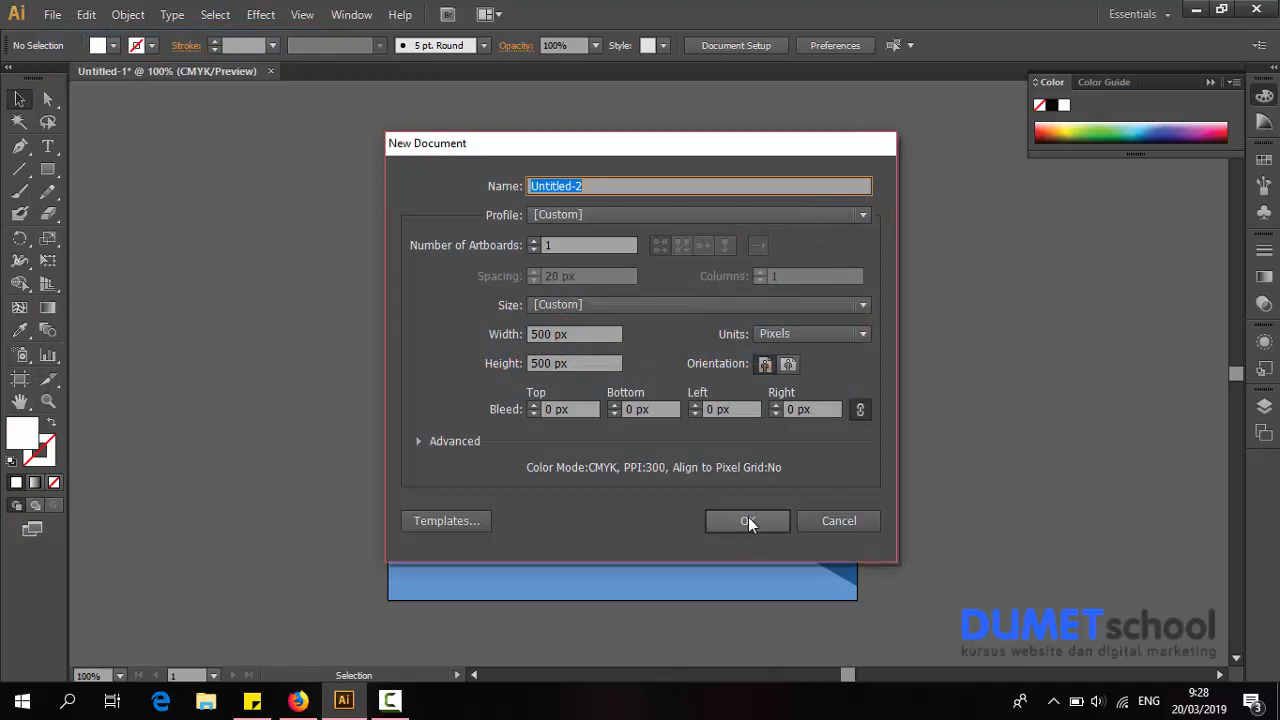 Ai File Edit Object Type Select Effect View Window Help Br Essentials
No Selection Stroke: 5 pt. Round Opacity: 100% Style: Document Setup Preferences
Untitled-1* @ 100% (CMYK/Preview)
Color Color Guide
New Document
Name: Untitled-2
Profile: [Custom]
Number of Artboards: 1
Spacing: 20 px Columns: 1
Size: [Custom]
Width: 500 px Units: Pixels
Height: 500 px Orientation:
Top Bottom Left Right
Bleed: 0 px 0 px 0 px 0 px
Advanced
Color Mode:CMYK, PPI:300, Align to Pixel Grid:No
Templates... OK Cancel
DUMETschool
kursus website dan digital marketing
100% 1 Selection
Ai ENG 9:28
20/03/2019 3